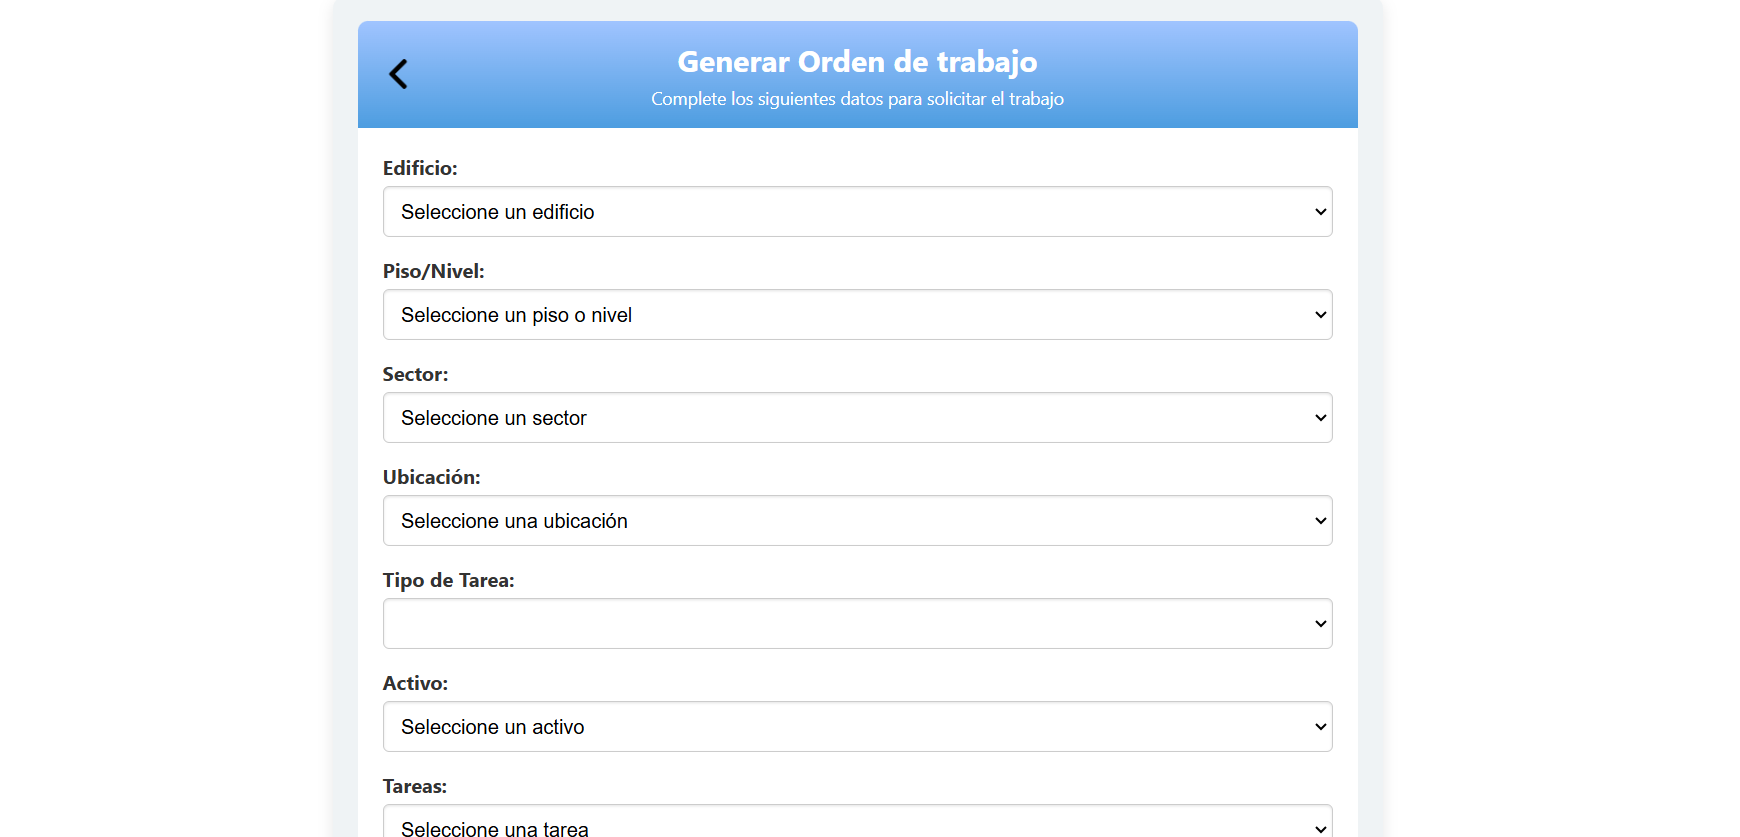 Generar Orden de trabajo
Complete los siguientes datos para solicitar el trabajo
Edificio:
Seleccione un edificio
Piso/Nivel:
Seleccione un piso o nivel
Sector:
Seleccione un sector
Ubicación:
Seleccione una ubicación
Tipo de Tarea:
Activo:
Seleccione un activo
Tareas:
Seleccione una tarea